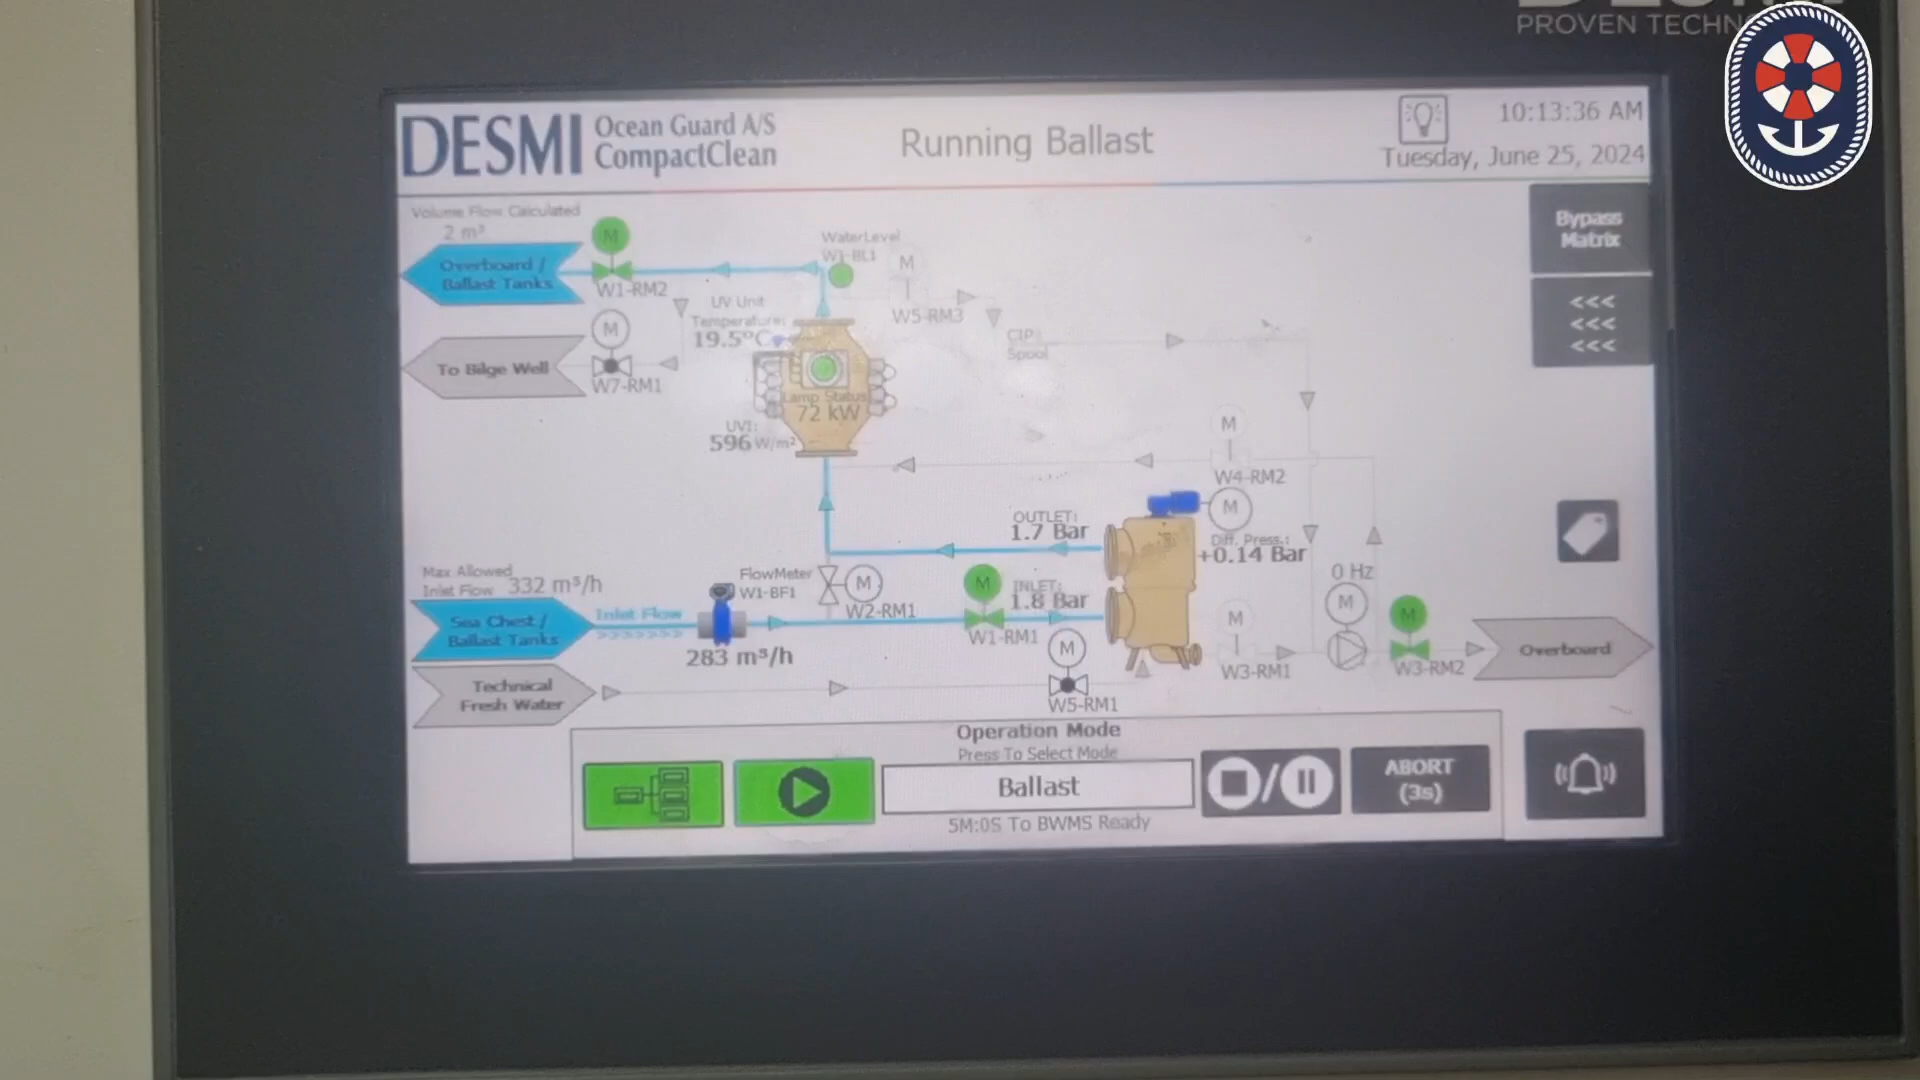 PROVEN TECHN
DESMI
Ocean Guard A/S
CompactClean
Running Ballast
10:13:36 AM
Tuesday, June 25, 2024
Bypass
Matrix
<<<
<<<
<<<
Volume Flow Calculated
2 m³
Overboard /
Ballast Tanks
M
W1-RM2
WaterLevel
W1-BL1
M
W5-RM3
UV Unit
Temperature:
19.5°C
CIP
Spool
To Bilge Well
M
W7-RM1
Lamp Status
72 kW
UVI:
596 W/m²
M
W4-RM2
M
OUTLET:
1.7 Bar
Diff. Press.:
+0.14 Bar
Max Allowed
Inlet Flow 332 m³/h
FlowMeter
W1-BF1
M
W2-RM1
M
INLET:
1.8 Bar
W1-RM1
0 Hz
M
M
W3-RM2
M
W3-RM1
Overboard
Sea Chest /
Ballast Tanks
Inlet Flow
>>>>>>>>
283 m³/h
Technical
Fresh Water
M
W5-RM1
Operation Mode
Press To Select Mode
Ballast
5M:0S To BWMS Ready
/
ABORT
(3s)